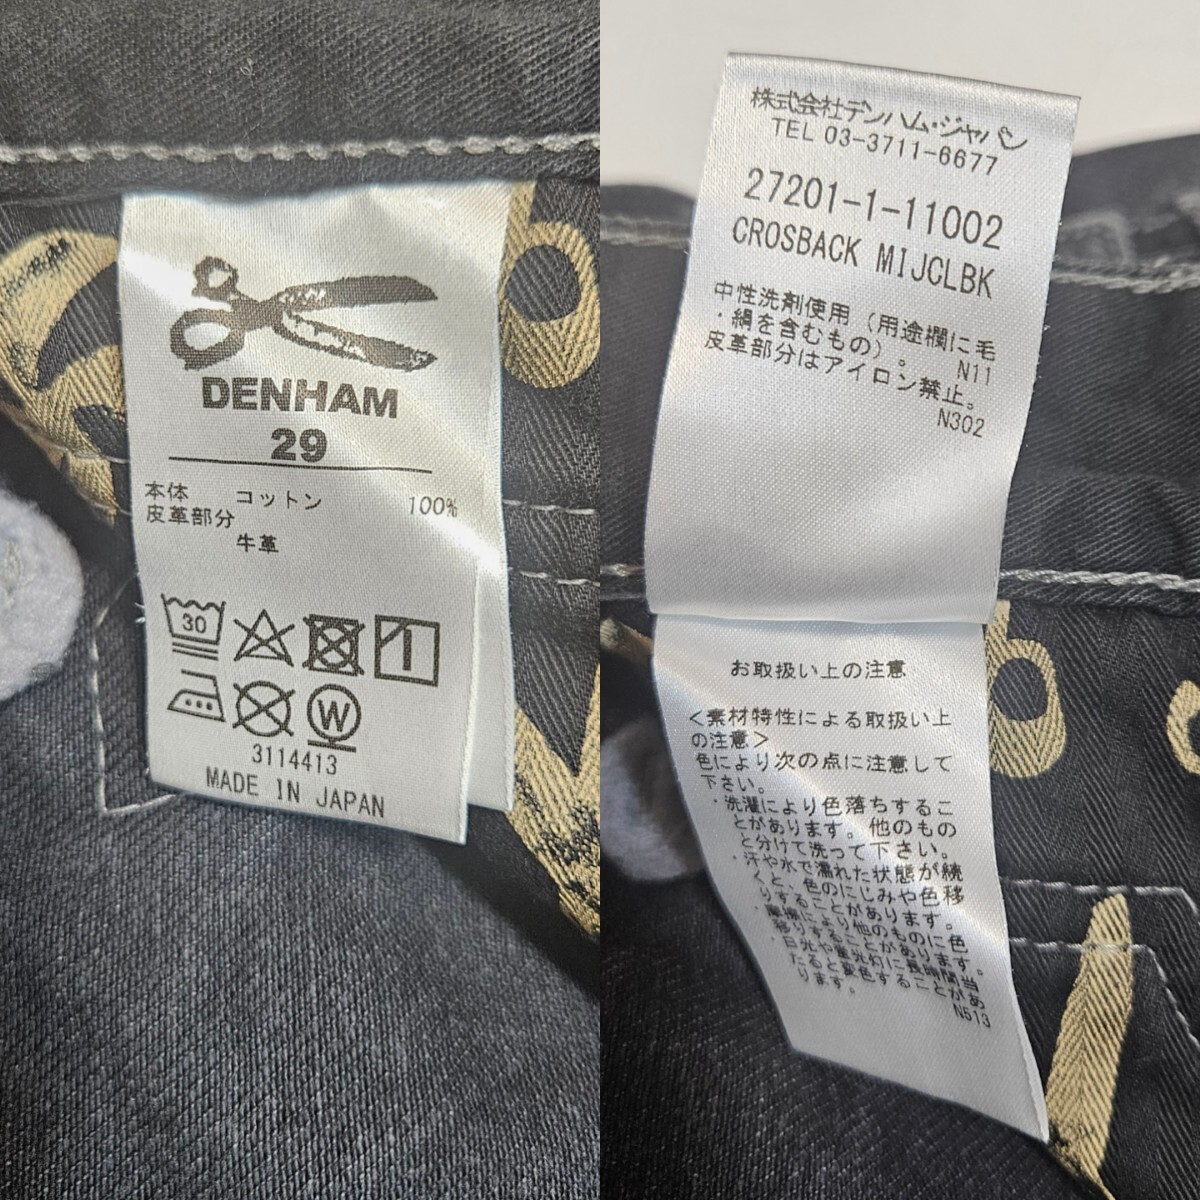 DENHAM
29
本体 コットン 100%
皮革部分
牛革
30
W
3114413
MADE IN JAPAN
株式会社デンハム・ジャパン
TEL 03-3711-6677
27201-1-11002
CROSBACK MIJCLBK
中性洗剤使用（用途欄に毛
・絹を含むもの）。 N11
皮革部分はアイロン禁止。
N302
お取扱い上の注意
＜素材特性による取扱い上
の注意＞
色により次の点に注意して
下さい。
・洗濯により色落ちするこ
とがあります。他のもの
と分けて洗って下さい。
・汗や水で濡れた状態が続
くと、色のにじみや色移
りすることがあります。
・摩擦により他のものに色
移りすることがあります。
・日光や蛍光灯に長時間当
たると変色することがあ
ります。
N513